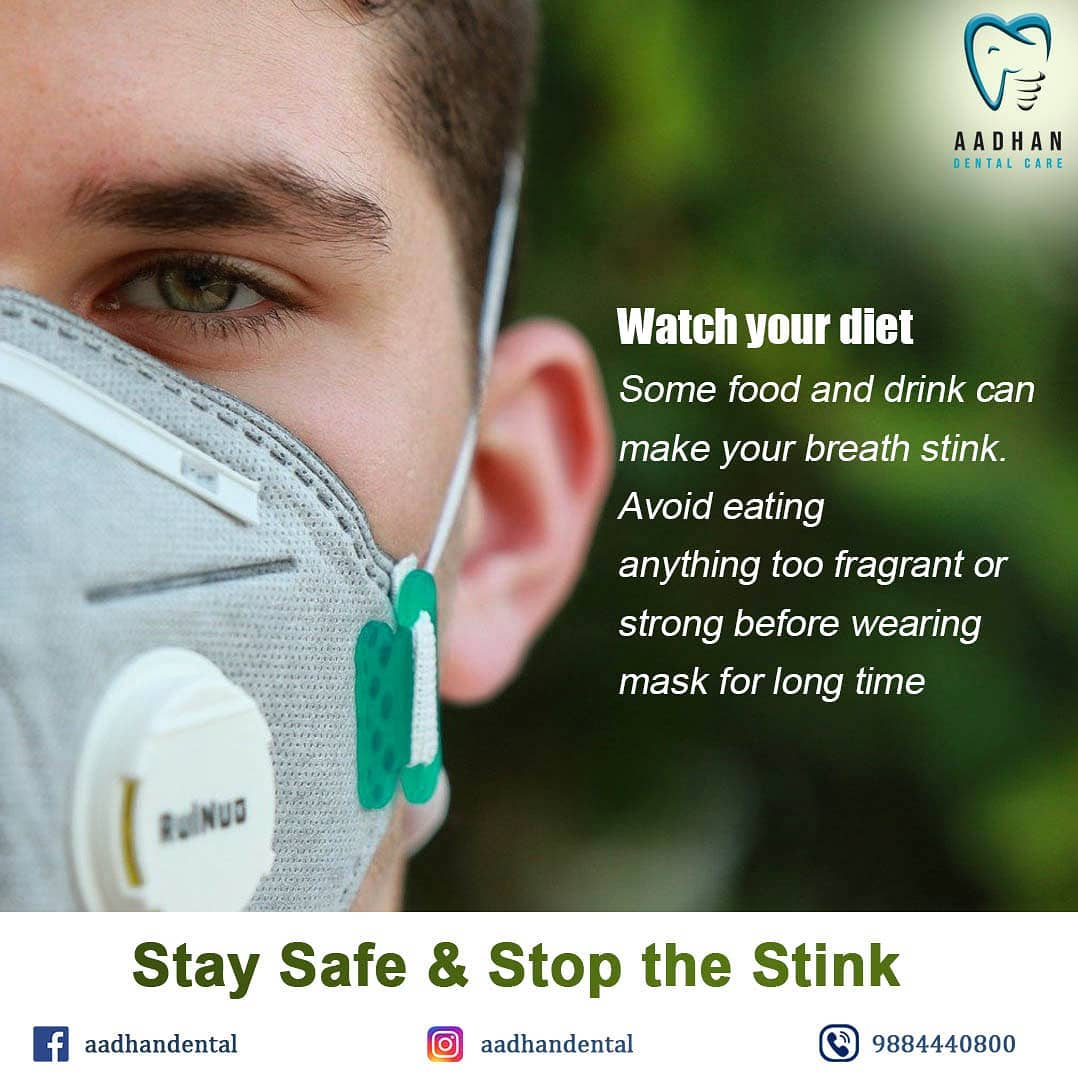 AADHAN
DENTAL CARE
Watch your diet
Some food and drink can
make your breath stink.
Avoid eating
anything too fragrant or
strong before wearing
mask for long time
RuiNuo
Stay Safe & Stop the Stink
aadhandental
aadhandental
9884440800